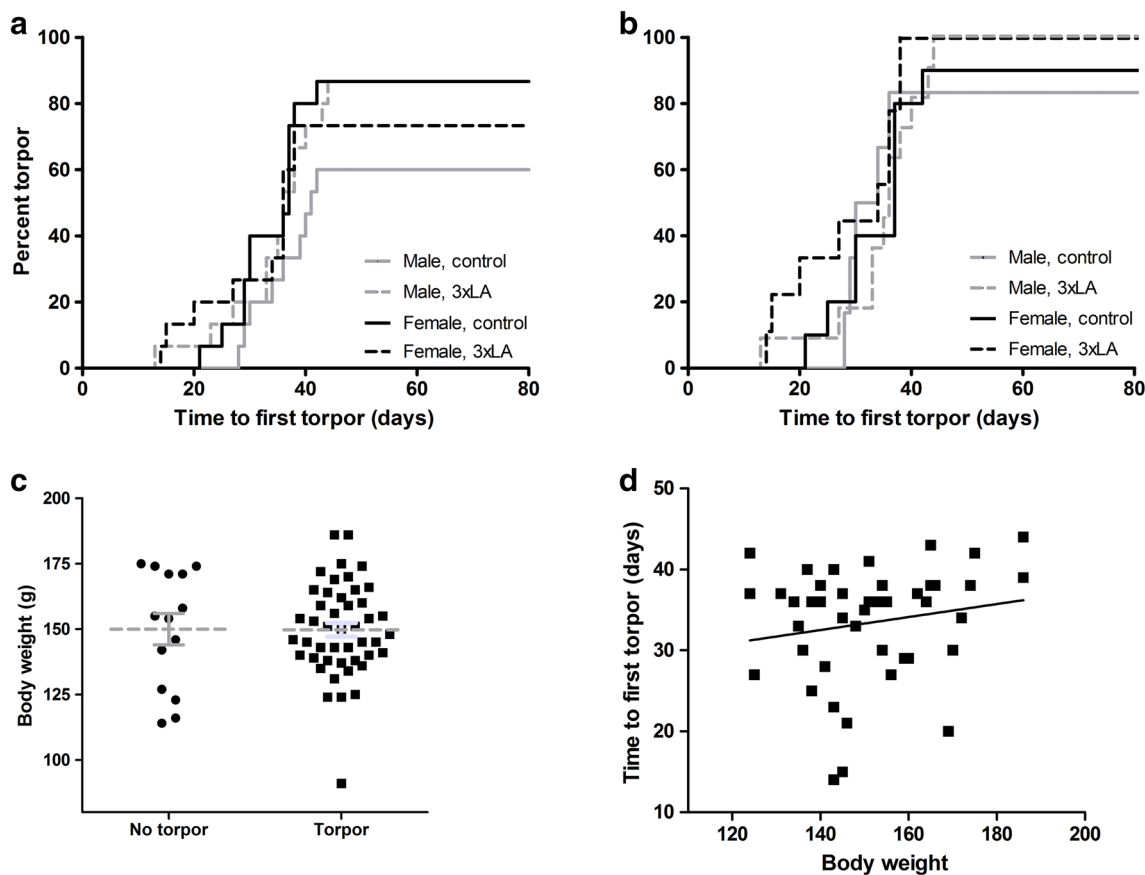 a
100
80
60
40
20
0
Percent torpor
0 20 40 60 80
Time to first torpor (days)
Male, control
Male, 3xLA
Female, control
Female, 3xLA
b
100
80
60
40
20
0
0 20 40 60 80
Time to first torpor (days)
Male, control
Male, 3xLA
Female, control
Female, 3xLA
c
200
175
150
125
100
Body weight (g)
No torpor Torpor
d
50
40
30
20
10
Time to first torpor (days)
120 140 160 180 200
Body weight